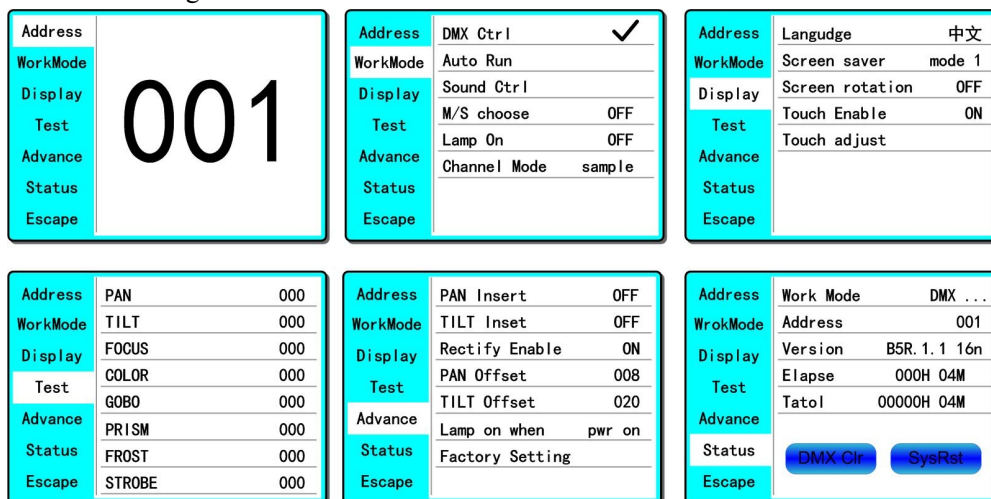 Address
WorkMode
Display
Test
Advance
Status
Escape
001
Address
WorkMode
Display
Test
Advance
Status
Escape
DMX Ctrl
Auto Run
Sound Ctrl
M/S choose OFF
Lamp On OFF
Channel Mode sample
Address
WorkMode
Display
Test
Advance
Status
Escape
Langudge 中文
Screen saver mode 1
Screen rotation OFF
Touch Enable ON
Touch adjust
Address
WorkMode
Display
Test
Advance
Status
Escape
PAN 000
TILT 000
FOCUS 000
COLOR 000
GOBO 000
PRISM 000
FROST 000
STROBE 000
Address
WorkMode
Display
Test
Advance
Status
Escape
PAN Insert OFF
TILT Inset OFF
Rectify Enable ON
PAN Offset 008
TILT Offset 020
Lamp on when pwr on
Factory Setting
Address
WrokMode
Display
Test
Advance
Status
Escape
Work Mode DMX ...
Address 001
Version B5R.1.1 16n
Elapse 000H 04M
Tatol 00000H 04M
DMX Clr SysRst